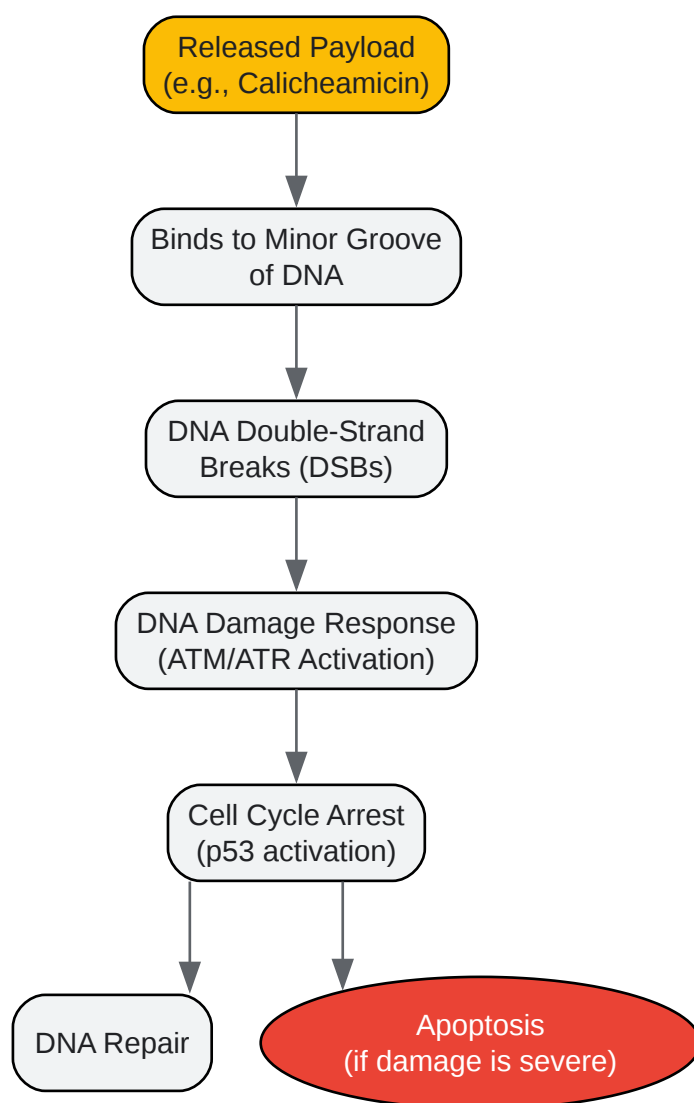 Released Payload
(e.g., Calicheamicin)
Binds to Minor Groove
of DNA
DNA Double-Strand
Breaks (DSBs)
DNA Damage Response
(ATM/ATR Activation)
Cell Cycle Arrest
(p53 activation)
DNA Repair
Apoptosis
(if damage is severe)